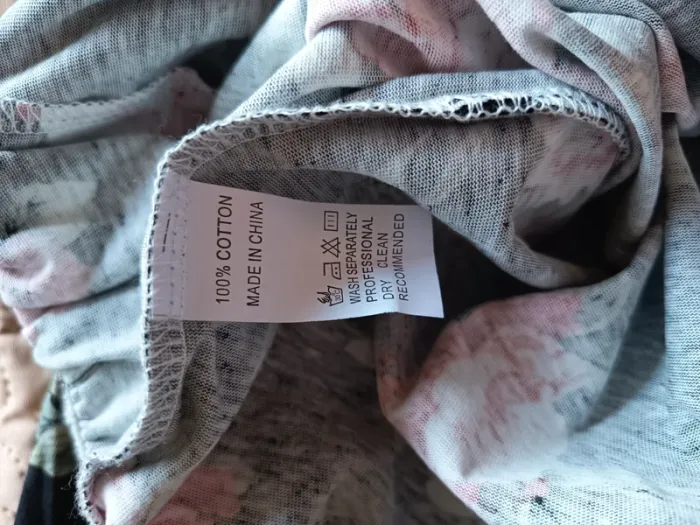 100% COTTON
MADE IN CHINA
WASH SEPARATELY
PROFESSIONAL
DRY CLEAN
RECOMMENDED